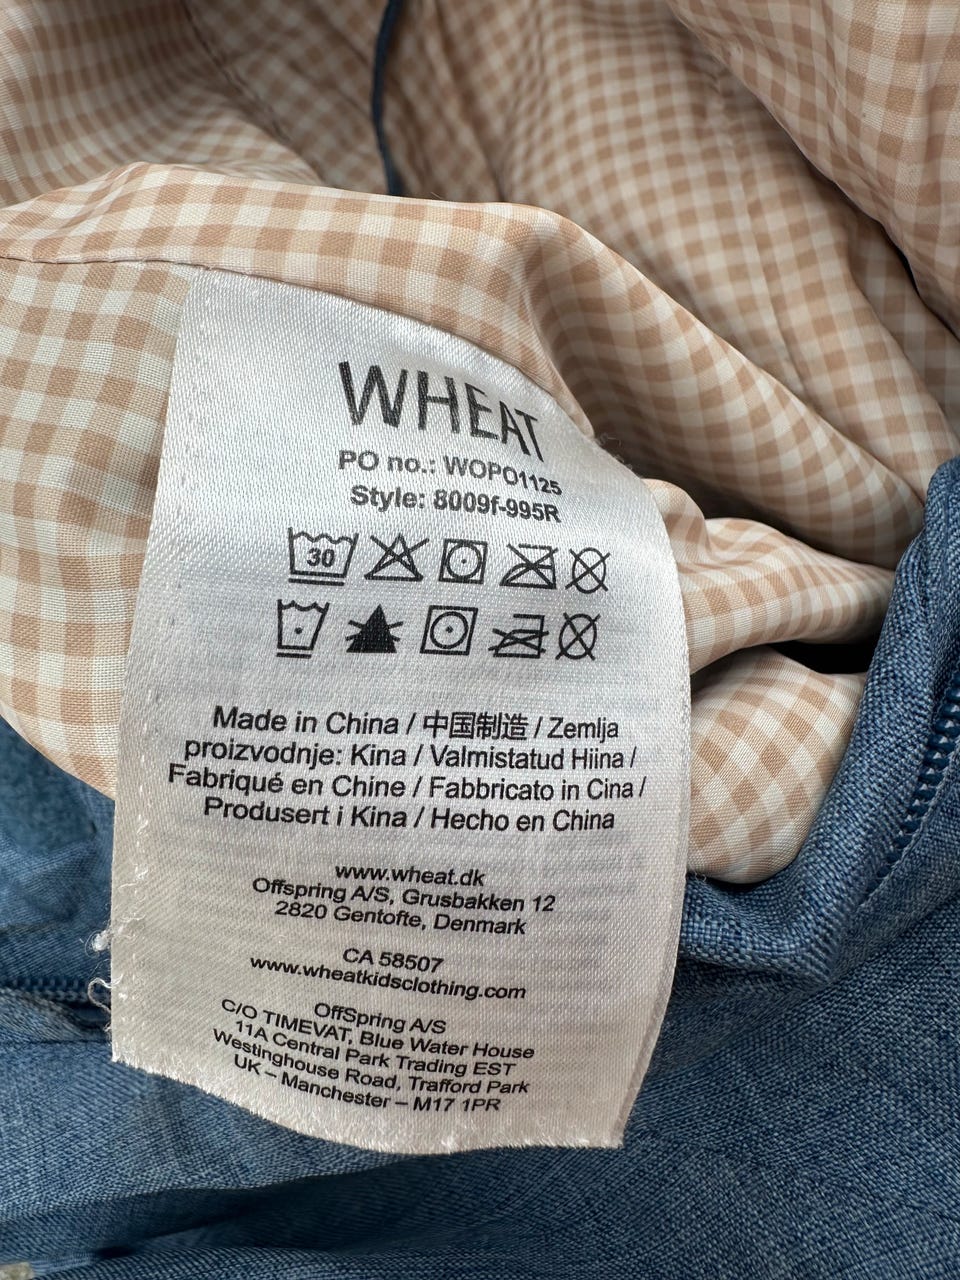 WHEAT
PO no.: WOPO1125
Style: 8009f-995R
30
Made in China / 中国制造 / Zemlja
proizvodnje: Kina / Valmistatud Hiina /
Fabriqué en Chine / Fabbricato in Cina /
Produsert i Kina / Hecho en China
www.wheat.dk
Offspring A/S, Grusbakken 12
2820 Gentofte, Denmark
CA 58507
www.wheatkidsclothing.com
OffSpring A/S
C/O TIMEVAT, Blue Water House
11A Central Park Trading EST
Westinghouse Road, Trafford Park
UK – Manchester – M17 1PR